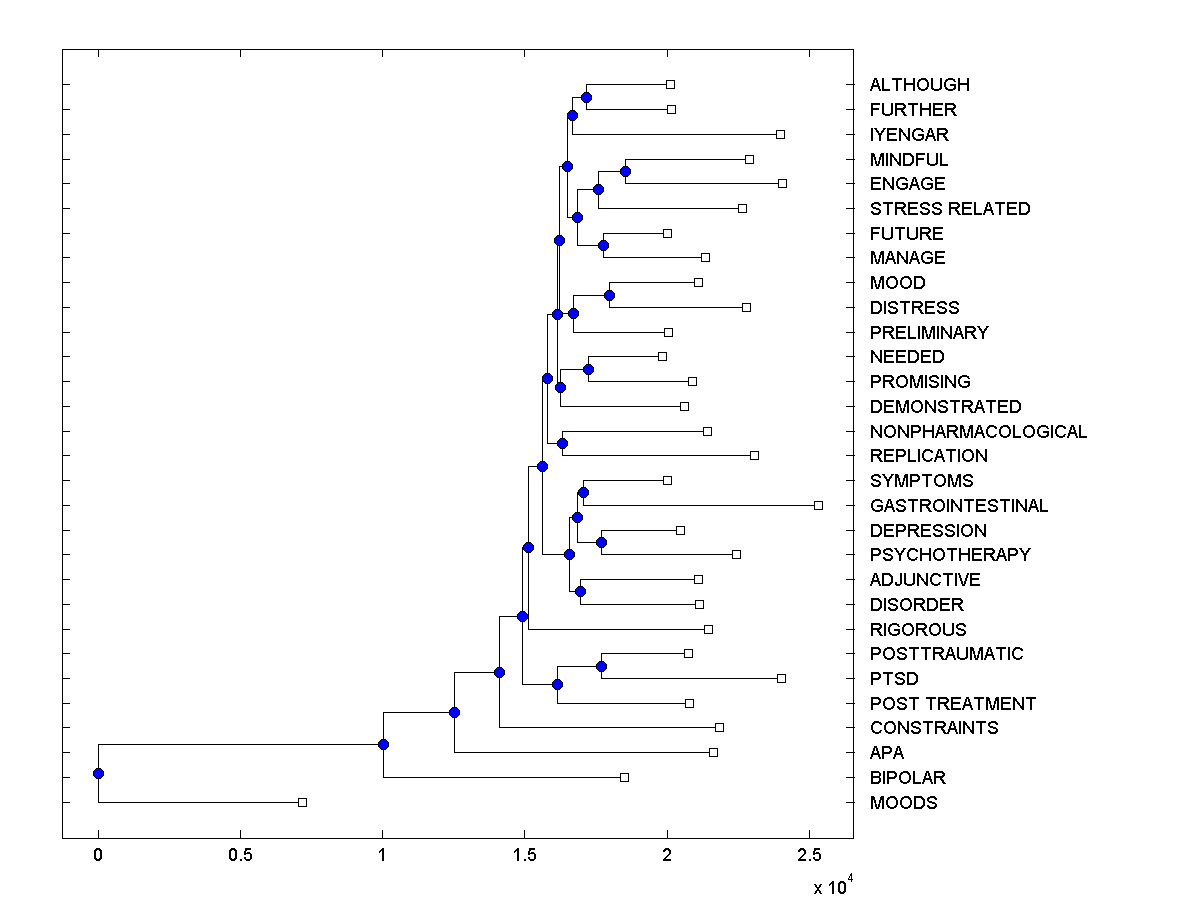 ALTHOUGH
FURTHER
IYENGAR
MINDFUL
ENGAGE
STRESS RELATED
FUTURE
MANAGE
MOOD
DISTRESS
PRELIMINARY
NEEDED
PROMISING
DEMONSTRATED
NONPHARMACOLOGICAL
REPLICATION
SYMPTOMS
GASTROINTESTINAL
DEPRESSION
PSYCHOTHERAPY
ADJUNCTIVE
DISORDER
RIGOROUS
POSTTRAUMATIC
PTSD
POST TREATMENT
CONSTRAINTS
APA
BIPOLAR
MOODS
0 0.5 1 1.5 2 2.5
x 10^4